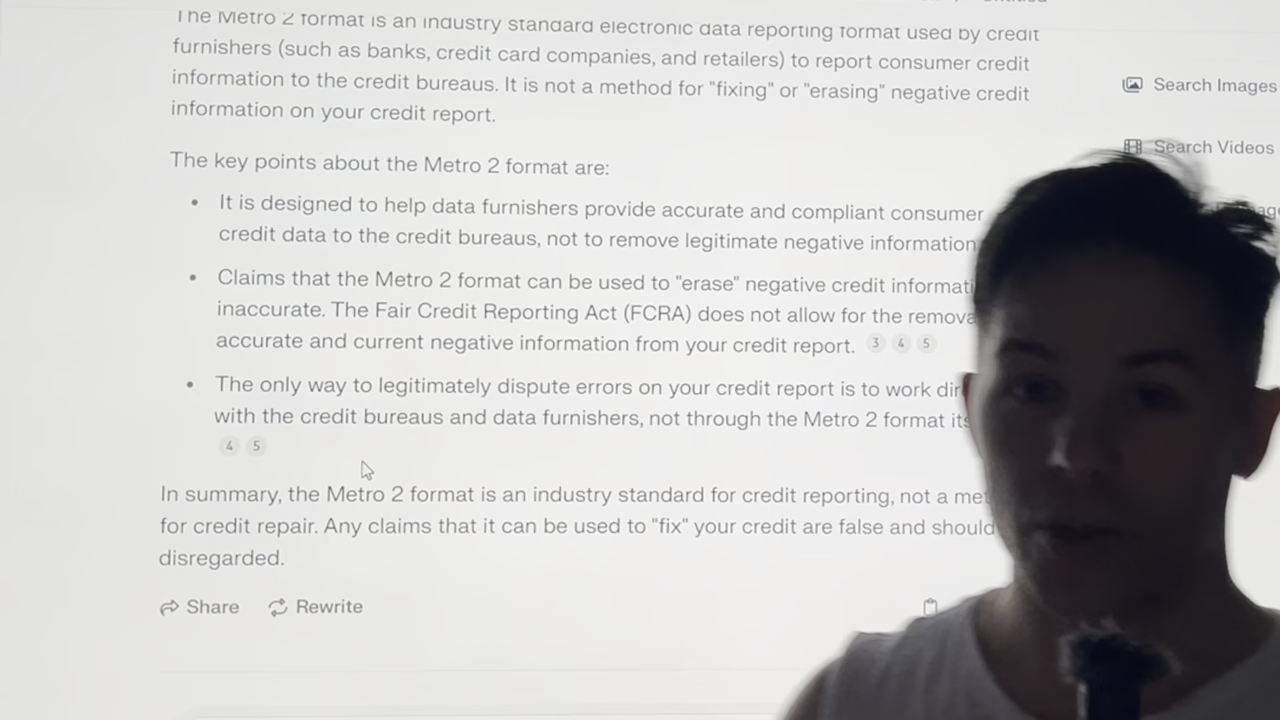 The Metro 2 format is an industry standard electronic data reporting format used by credit
furnishers (such as banks, credit card companies, and retailers) to report consumer credit
information to the credit bureaus. It is not a method for "fixing" or "erasing" negative credit
information on your credit report.
Search Images
Search Videos
The key points about the Metro 2 format are:
• It is designed to help data furnishers provide accurate and compliant consumer
credit data to the credit bureaus, not to remove legitimate negative information
• Claims that the Metro 2 format can be used to "erase" negative credit informati
inaccurate. The Fair Credit Reporting Act (FCRA) does not allow for the remova
accurate and current negative information from your credit report. 3 4 5
• The only way to legitimately dispute errors on your credit report is to work dir
with the credit bureaus and data furnishers, not through the Metro 2 format its
4 5
In summary, the Metro 2 format is an industry standard for credit reporting, not a met
for credit repair. Any claims that it can be used to "fix" your credit are false and should
disregarded.
Share Rewrite